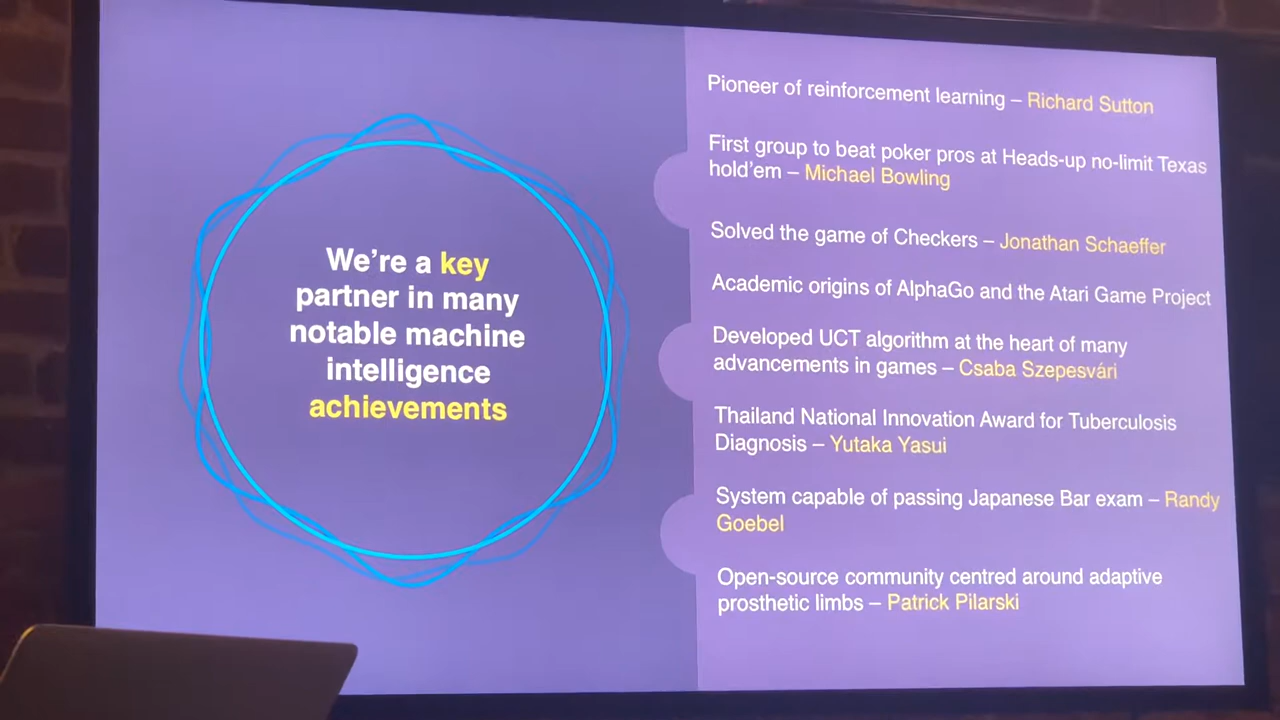 We're a key
partner in many
notable machine
intelligence
achievements
Pioneer of reinforcement learning – Richard Sutton
First group to beat poker pros at Heads-up no-limit Texas
hold'em – Michael Bowling
Solved the game of Checkers – Jonathan Schaeffer
Academic origins of AlphaGo and the Atari Game Project
Developed UCT algorithm at the heart of many
advancements in games – Csaba Szepesvári
Thailand National Innovation Award for Tuberculosis
Diagnosis – Yutaka Yasui
System capable of passing Japanese Bar exam – Randy
Goebel
Open-source community centred around adaptive
prosthetic limbs – Patrick Pilarski